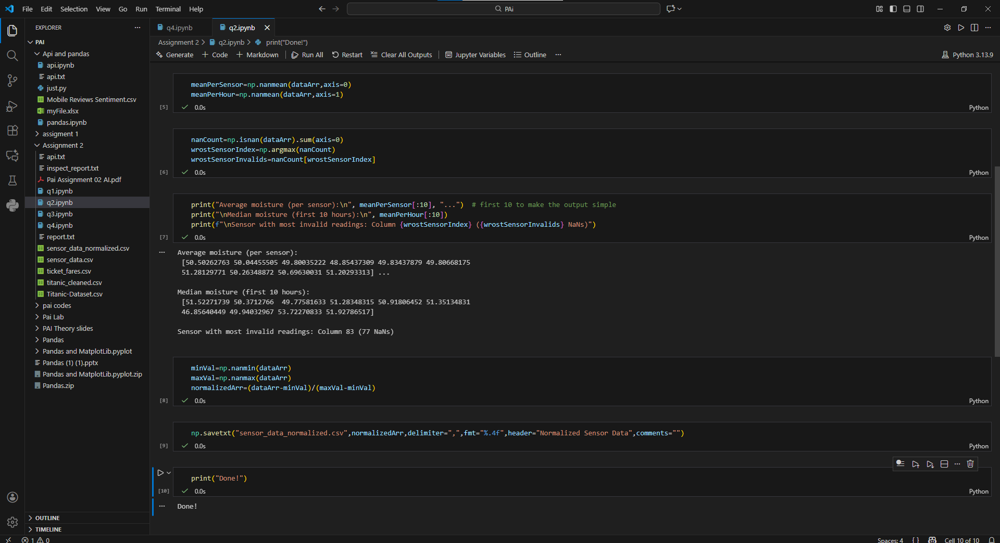 File Edit Selection View Go Run Terminal Help
PAi
EXPLORER
PAI
Api and pandas
api.ipynb
api.txt
just.py
Mobile Reviews Sentiment.csv
myFile.xlsx
pandas.ipynb
assigment 1
Assignment 2
api.txt
inspect_report.txt
Pai Assignment 02 AI.pdf
q1.ipynb
q2.ipynb
q3.ipynb
q4.ipynb
report.txt
sensor_data_normalized.csv
sensor_data.csv
ticket_fares.csv
titanic_cleaned.csv
Titanic-Dataset.csv
pai codes
Pai Lab
PAI Theory slides
Pandas
Pandas and MatplotLib.pyplot
Pandas (1) (1).pptx
Pandas and MatplotLib.pyplot.zip
Pandas.zip
OUTLINE
TIMELINE
q4.ipynb q2.ipynb
Assignment 2 > q2.ipynb > print("Done!")
Generate + Code + Markdown Run All Restart Clear All Outputs Jupyter Variables Outline ... Python 3.13.9
meanPerSensor=np.nanmean(dataArr,axis=0)
meanPerHour=np.nanmean(dataArr,axis=1)
[5] 0.0s Python
nanCount=np.isnan(dataArr).sum(axis=0)
wrostSensorIndex=np.argmax(nanCount)
wrostSensorInvalids=nanCount[wrostSensorIndex]
[6] 0.0s Python
print("Average moisture (per sensor):\n", meanPerSensor[:10], "...")  # first 10 to make the output simple
print("\nMedian moisture (first 10 hours):\n", meanPerHour[:10])
print(f"\nSensor with most invalid readings: Column {wrostSensorIndex} ({wrostSensorInvalids} NaNs)")
[7] 0.0s Python
Average moisture (per sensor):
[50.50262763 50.04455505 49.80035222 48.85437309 49.83437879 49.80668175
51.28129771 50.26348872 50.69630031 51.20293313] ...
Median moisture (first 10 hours):
[51.52271739 50.3712766  49.77581633 51.28348315 50.91806452 51.35134831
46.85640449 49.94032967 53.72270833 51.92786517]
Sensor with most invalid readings: Column 83 (77 NaNs)
minVal=np.nanmin(dataArr)
maxVal=np.nanmax(dataArr)
normalizedArr=(dataArr-minVal)/(maxVal-minVal)
[8] 0.0s Python
np.savetxt("sensor_data_normalized.csv",normalizedArr,delimiter=",",fmt="%.4f",header="Normalized Sensor Data",comments="")
[9] 0.0s Python
print("Done!")
[10] 0.0s Python
Done!
1 0 Spaces: 4 { } Cell 10 of 10